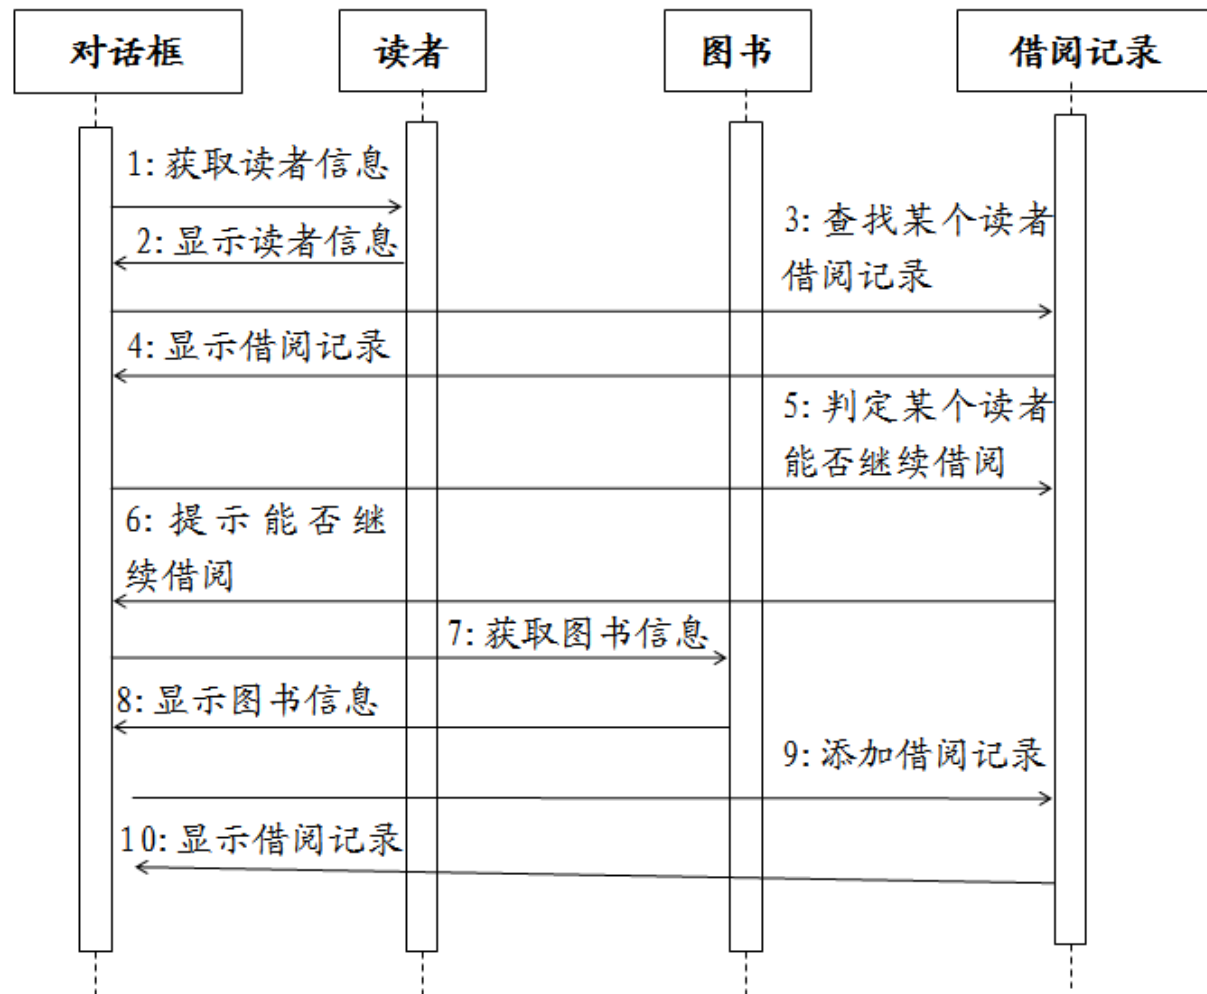 对话框
读者
图书
借阅记录
1: 获取读者信息
2: 显示读者信息
3: 查找某个读者
借阅记录
4: 显示借阅记录
5: 判定某个读者
能否继续借阅
6: 提示能否继
续借阅
7: 获取图书信息
8: 显示图书信息
9: 添加借阅记录
10: 显示借阅记录